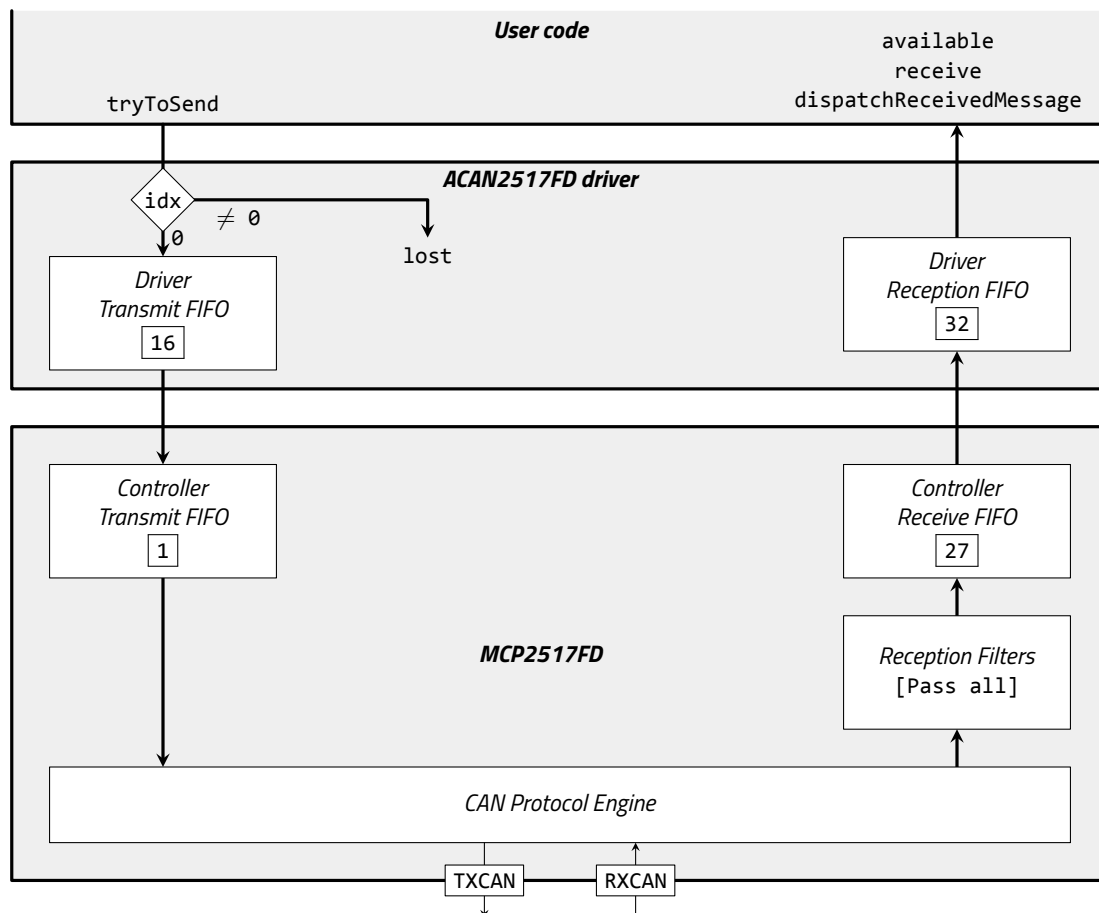 User code
available
receive
dispatchReceivedMessage
tryToSend
ACAN2517FD driver
idx
≠ 0
0
lost
Driver
Transmit FIFO
16
Driver
Reception FIFO
32
Controller
Transmit FIFO
1
Controller
Receive FIFO
27
MCP2517FD
Reception Filters
[Pass all]
CAN Protocol Engine
TXCAN
RXCAN